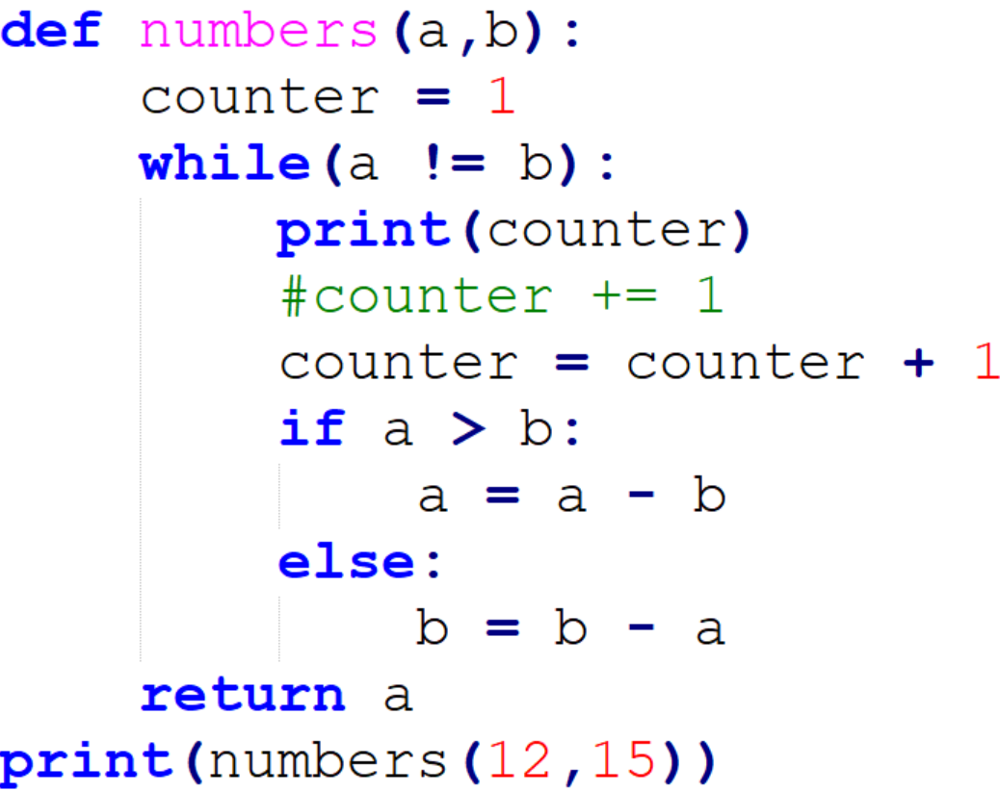 def numbers(a,b):
    counter = 1
    while(a != b):
        print(counter)
        #counter += 1
        counter = counter + 1
        if a > b:
            a = a - b
        else:
            b = b - a
    return a
print(numbers(12,15))